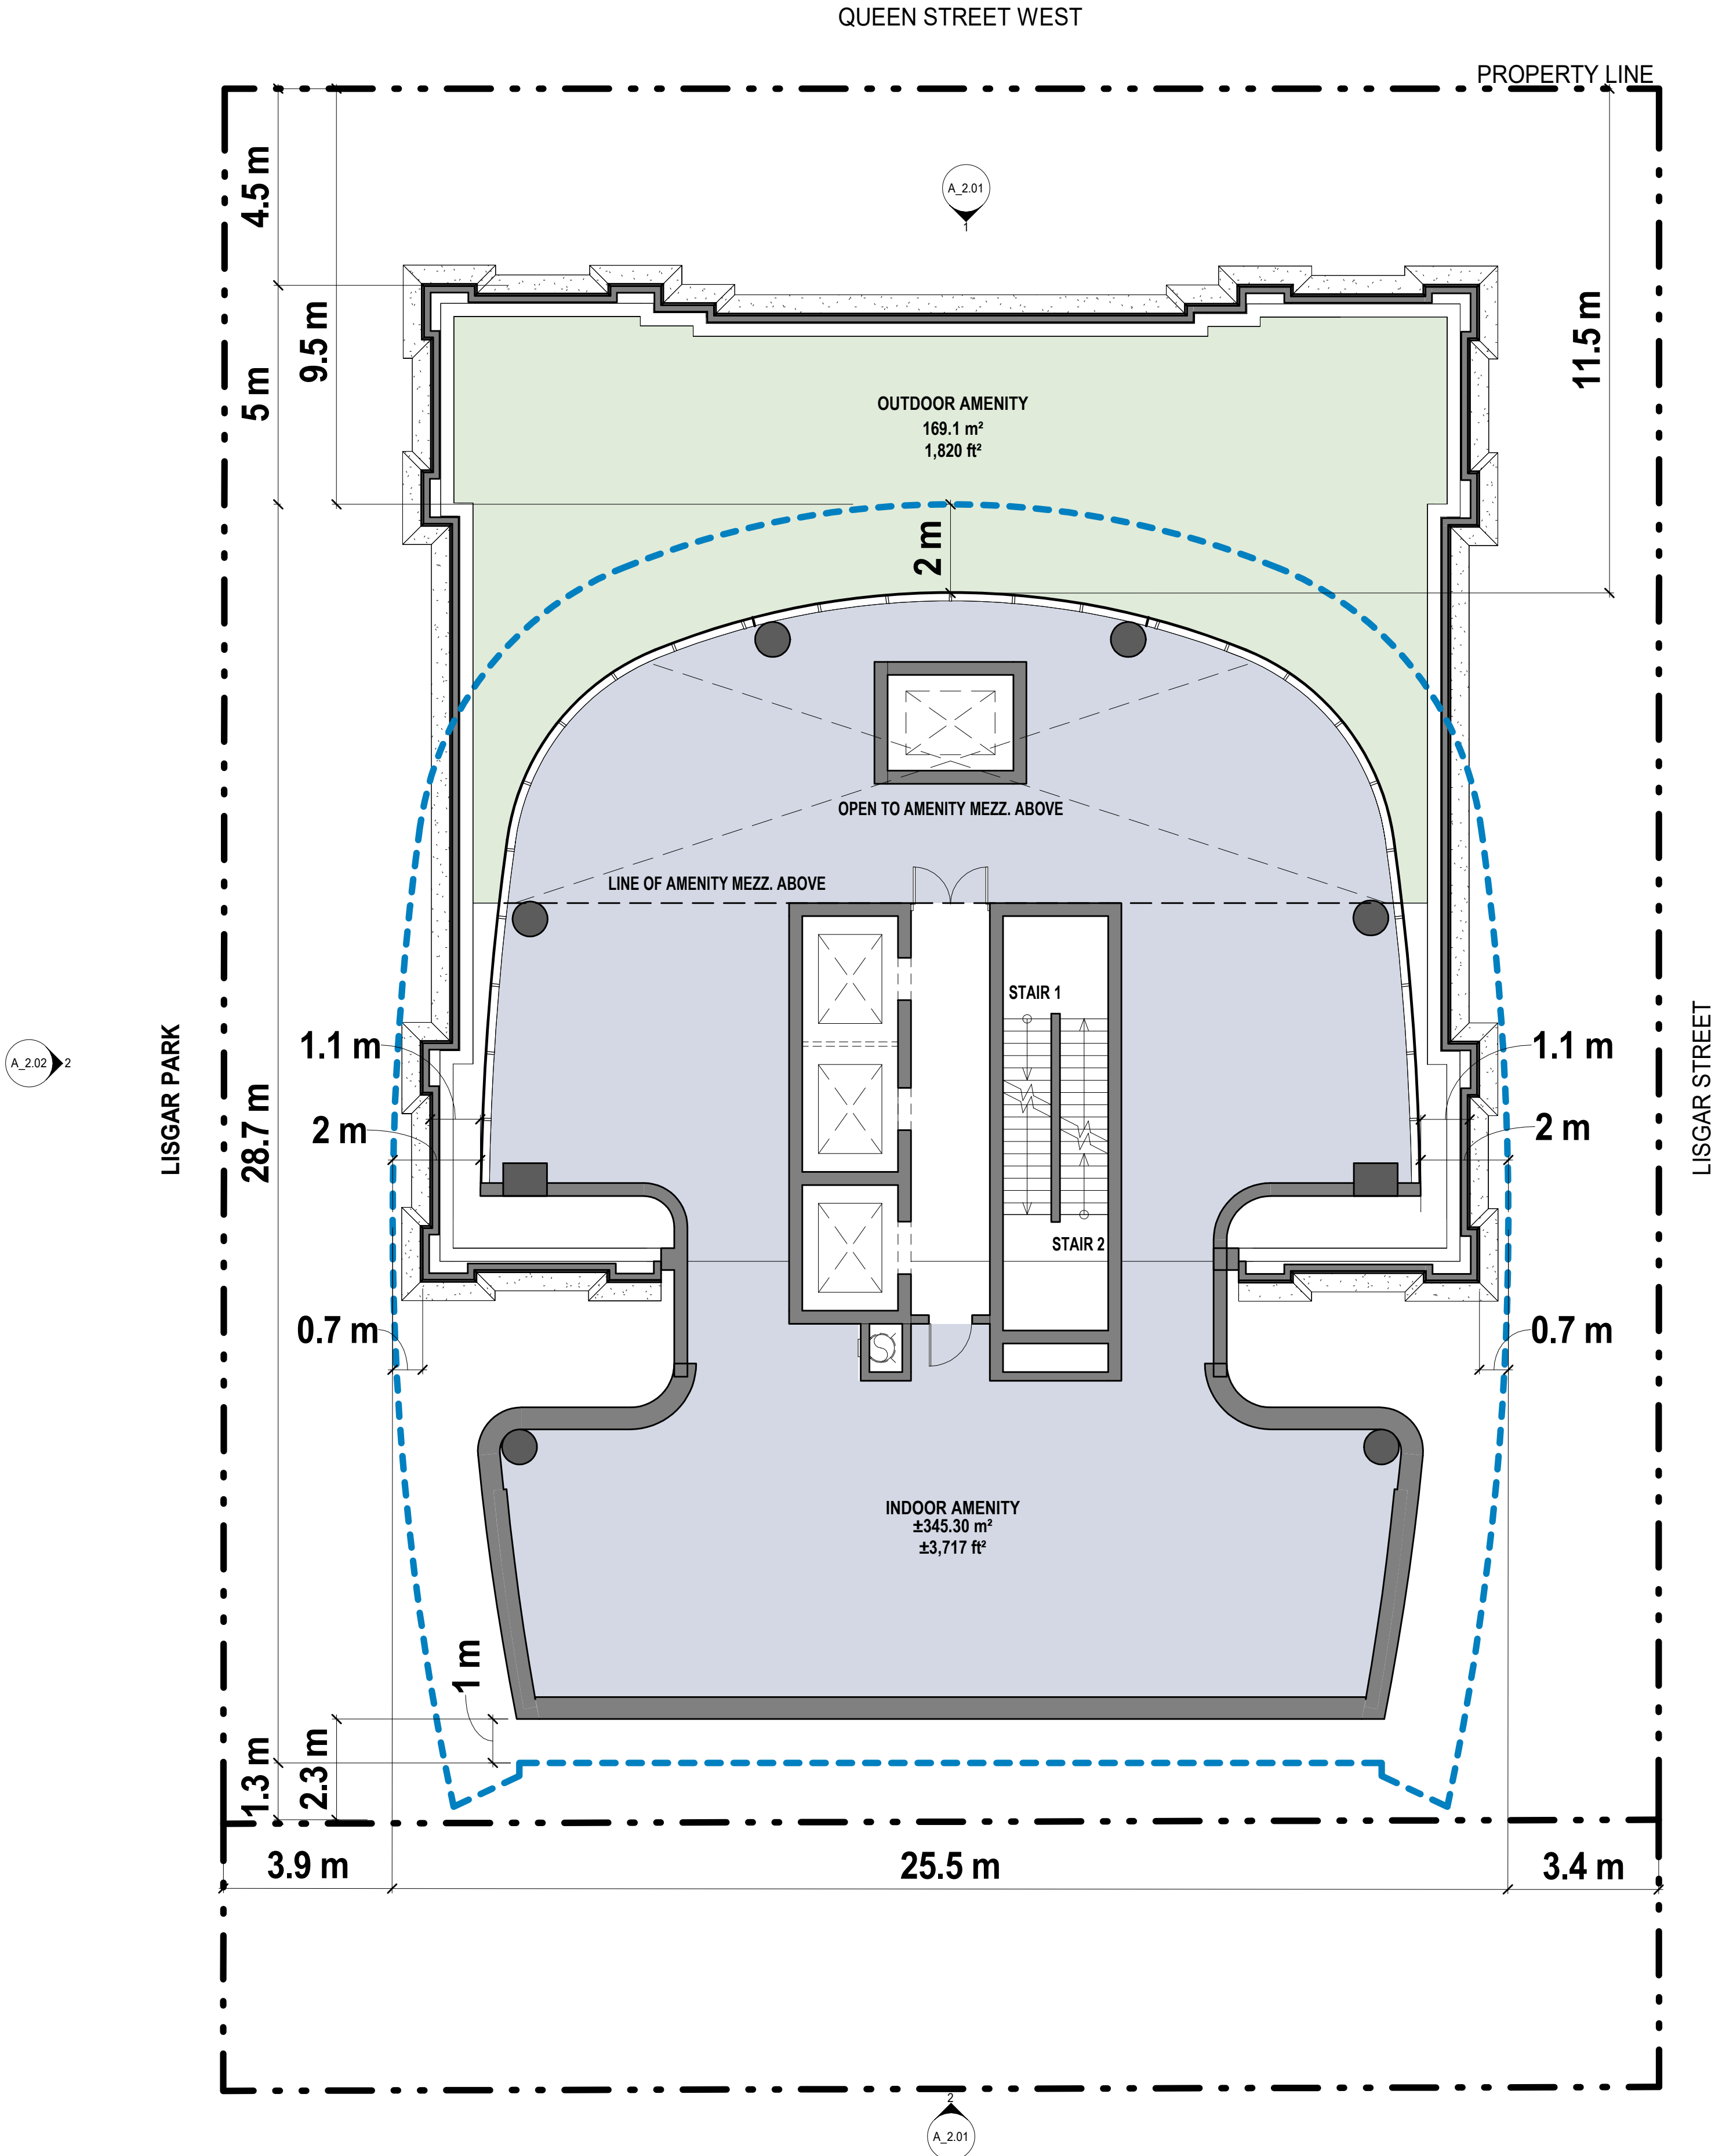 QUEEN STREET WEST
PROPERTY LINE
4.5 m
9.5 m
5 m
11.5 m
A_2.01
1
OUTDOOR AMENITY
169.1 m²
1,820 ft²
2 m
OPEN TO AMENITY MEZZ. ABOVE
LINE OF AMENITY MEZZ. ABOVE
STAIR 1
A_2.02
2
LISGAR PARK
28.7 m
1.1 m
2 m
1.1 m
2 m
LISGAR STREET
STAIR 2
0.7 m
0.7 m
INDOOR AMENITY
±345.30 m²
±3,717 ft²
1 m
1.3 m
2.3 m
3.9 m
25.5 m
3.4 m
2
A_2.01